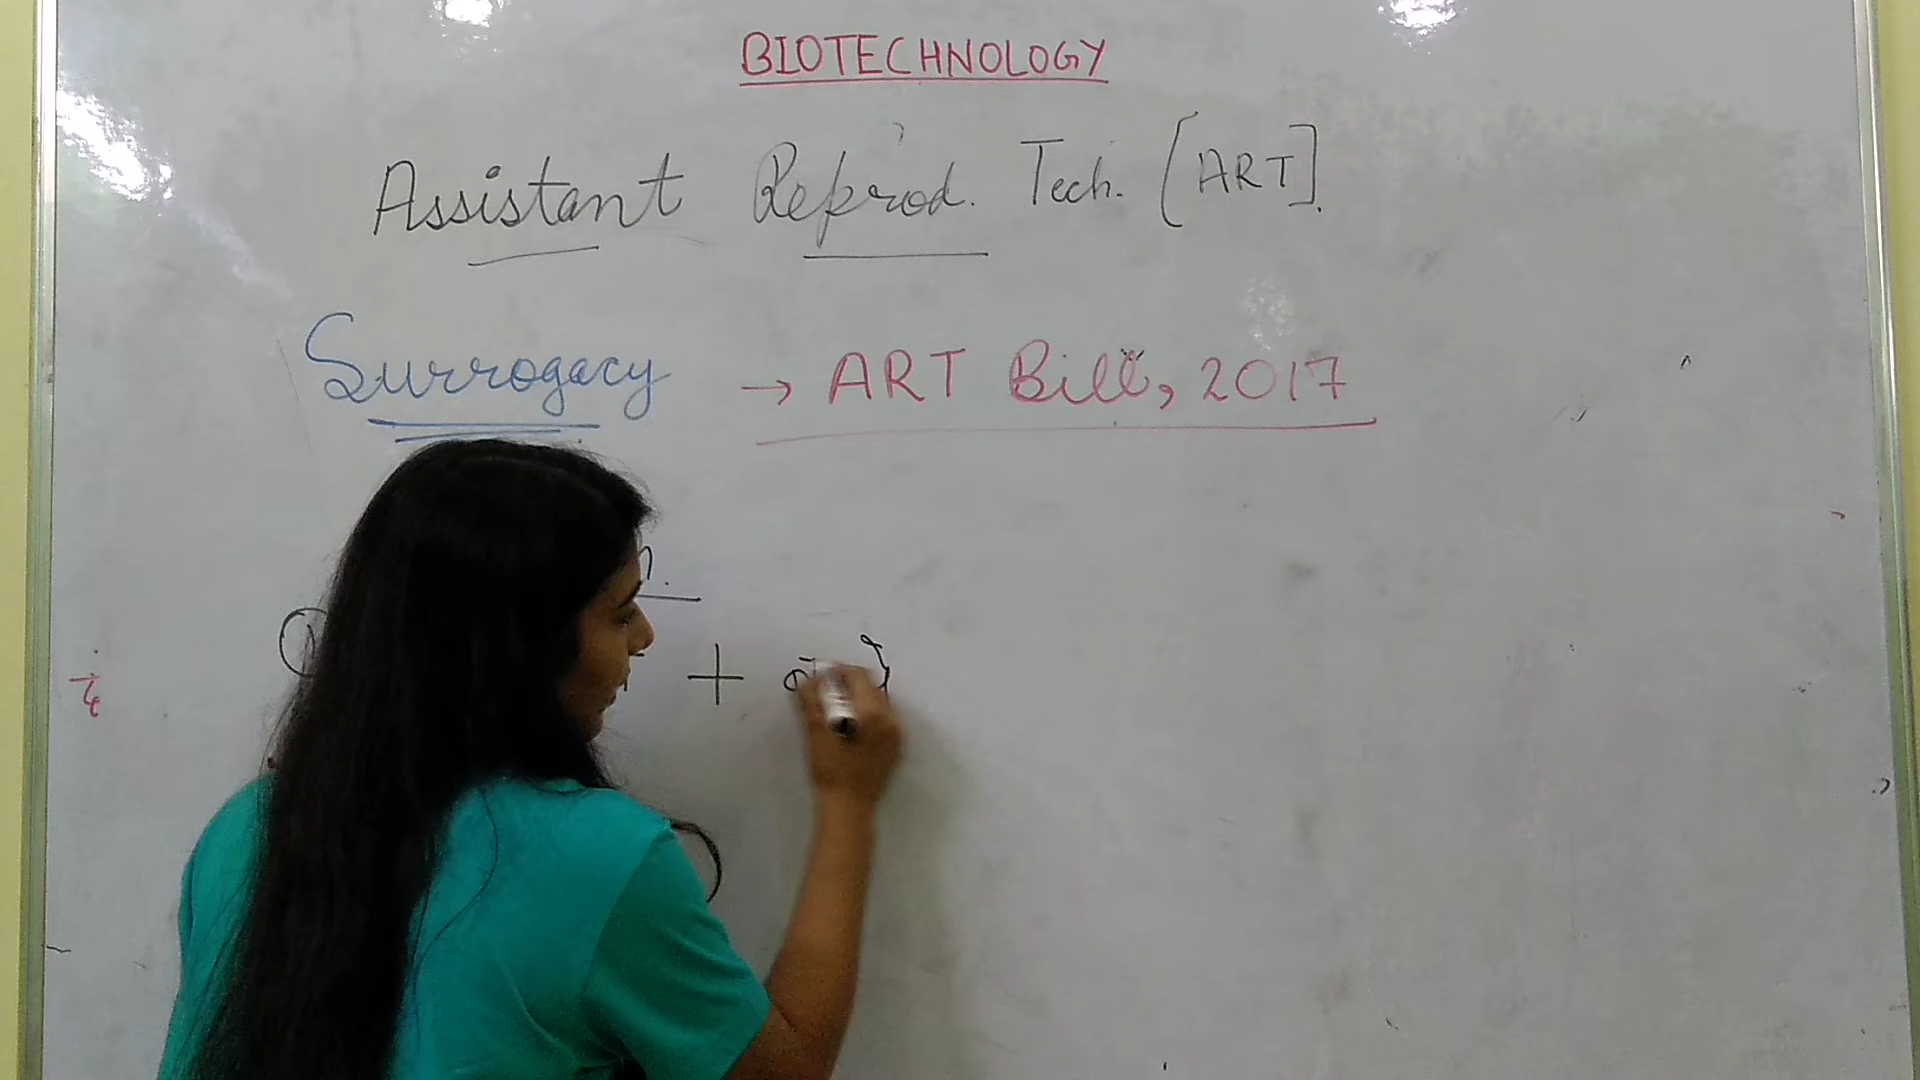 BIOTECHNOLOGY
Assistant Reprod. Tech. [ART].
Surrogacy → ART Bill, 2017
+